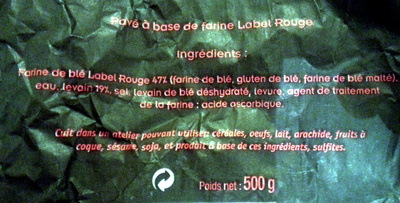 Pavé à base de farine Label Rouge
Ingrédients :
Farine de blé Label Rouge 47% (farine de blé, gluten de blé, farine de blé malté),
eau, levain 19%, sel, levain de blé déshydraté, levure, agent de traitement
de la farine : acide ascorbique.
Cuit dans un atelier pouvant utiliser: céréales, oeufs, lait, arachide, fruits à
coque, sésame, soja, et produit à base de ces ingrédients, sulfites.
Poids net : 500 g